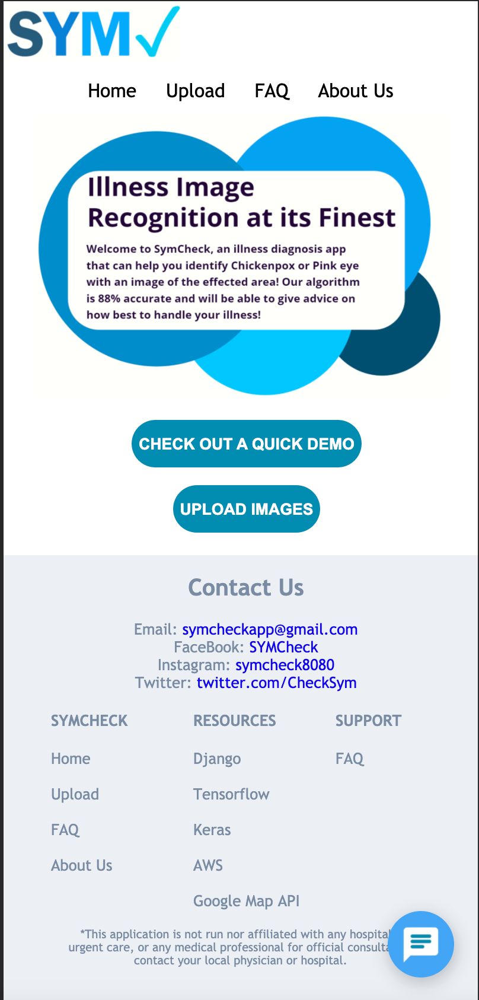 SYM
Home Upload FAQ About Us
Illness Image
Recognition at its Finest
Welcome to SymCheck, an illness diagnosis app
that can help you identify Chickenpox or Pink eye
with an image of the effected area! Our algorithm
is 88% accurate and will be able to give advice on
how best to handle your illness!
CHECK OUT A QUICK DEMO
UPLOAD IMAGES
Contact Us
Email: symcheckapp@gmail.com
FaceBook: SYMCheck
Instagram: symcheck8080
Twitter: twitter.com/CheckSym
SYMCHECK
Home
Upload
FAQ
About Us
RESOURCES
Django
Tensorflow
Keras
AWS
Google Map API
SUPPORT
FAQ
*This application is not run nor affiliated with any hospital
urgent care, or any medical professional for official
contact your local physician or hospital.